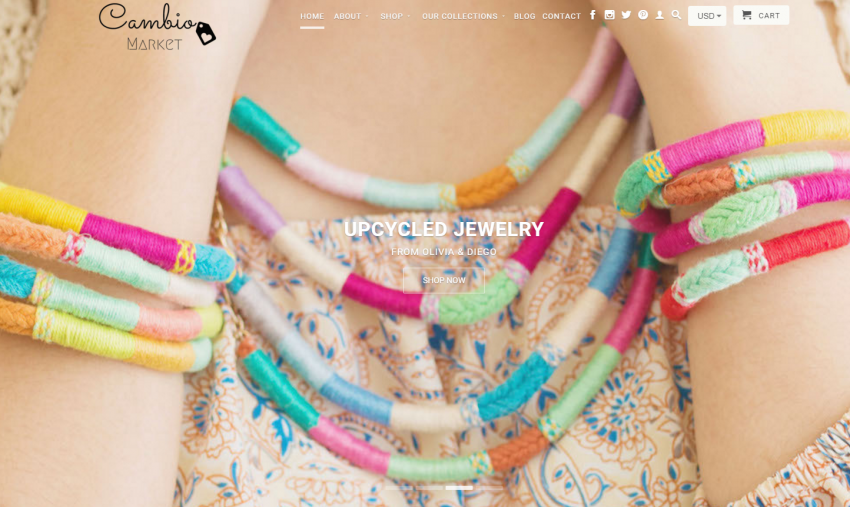 Cambio
MARKET
HOME ABOUT SHOP OUR COLLECTIONS BLOG CONTACT USD CART
UPCYCLED JEWELRY
FROM OLIVIA & DIEGO
SHOP NOW